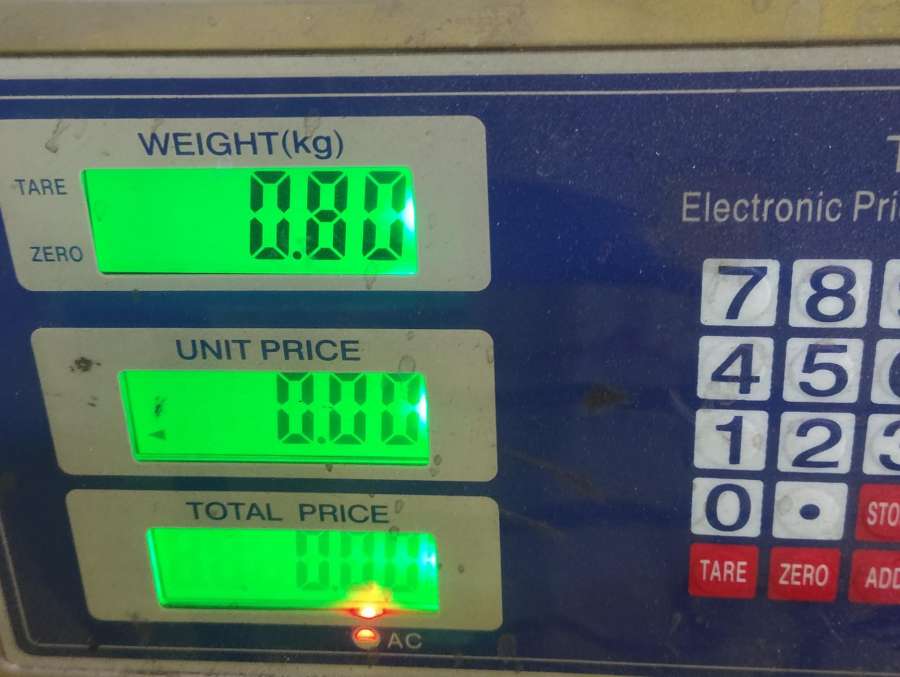 WEIGHT(kg)
TARE
0.80
ZERO
UNIT PRICE
0.00
TOTAL PRICE
0.00
AC
Electronic
7 8
4 5
1 2 3
0 .
TARE ZERO ADD